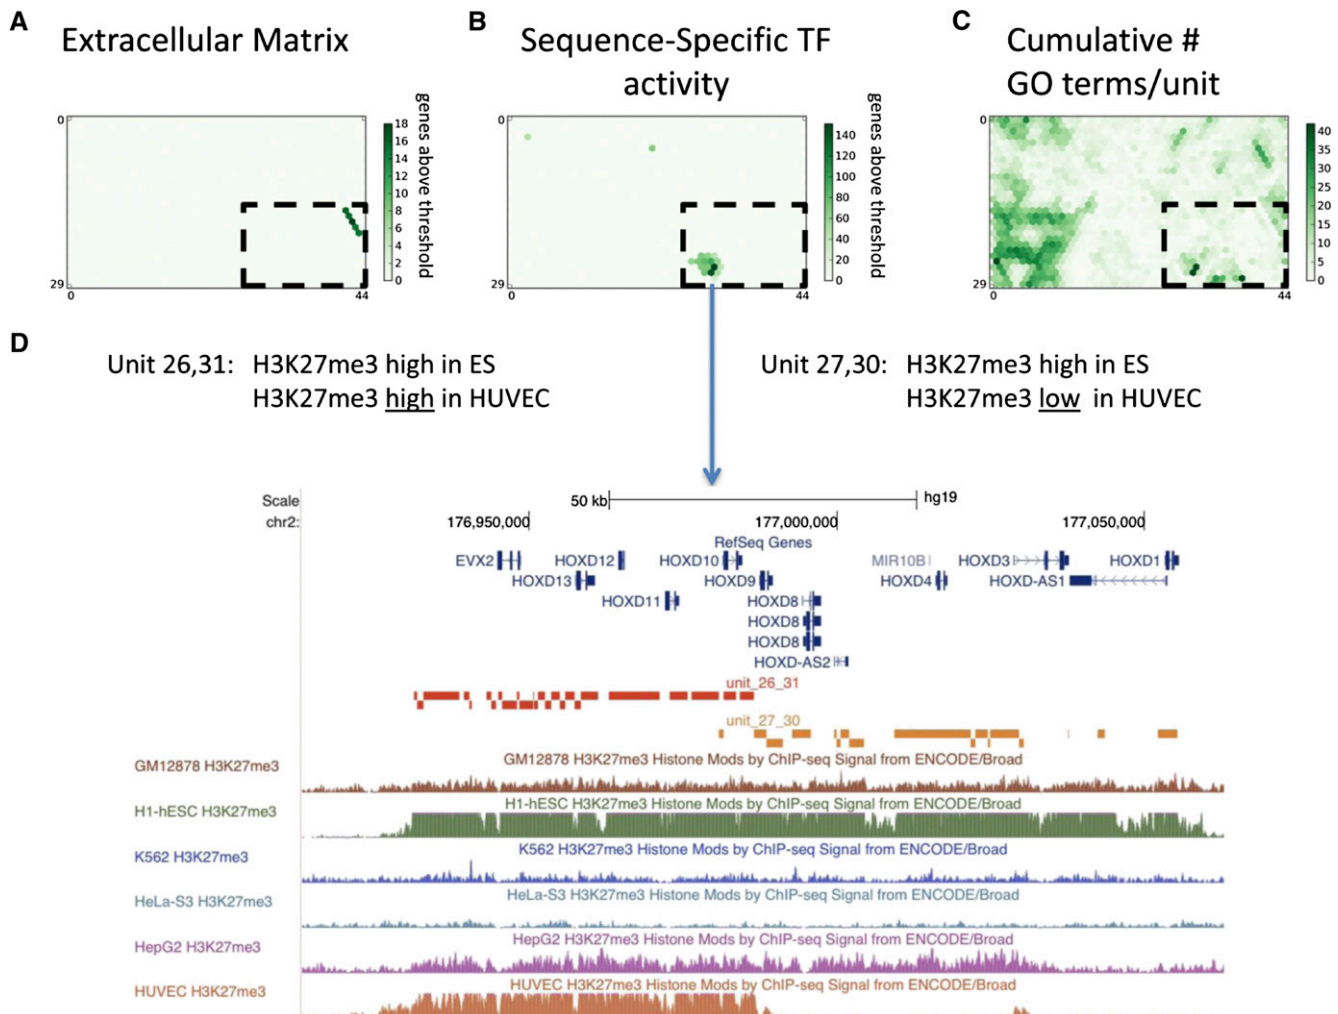 A
Extracellular Matrix
B
Sequence-Specific TF
activity
C
Cumulative #
GO terms/unit
0
29
0
44
18
16
14
12
10
8
6
4
2
0
genes above threshold
0
29
0
44
140
120
100
80
60
40
20
0
genes above threshold
0
29
0
44
40
35
30
25
20
15
10
5
0
D
Unit 26,31: H3K27me3 high in ES
H3K27me3 high in HUVEC
Unit 27,30: H3K27me3 high in ES
H3K27me3 low in HUVEC
Scale
50 kb
hg19
chr2:
176,950,000
177,000,000
177,050,000
RefSeq Genes
EVX2
HOXD12
HOXD10
MIR10B
HOXD3
HOXD1
HOXD13
HOXD9
HOXD4
HOXD-AS1
HOXD11
HOXD8
HOXD8
HOXD8
HOXD-AS2
unit_26_31
unit_27_30
GM12878 H3K27me3
GM12878 H3K27me3 Histone Mods by ChIP-seq Signal from ENCODE/Broad
H1-hESC H3K27me3
H1-hESC H3K27me3 Histone Mods by ChIP-seq Signal from ENCODE/Broad
K562 H3K27me3
K562 H3K27me3 Histone Mods by ChIP-seq Signal from ENCODE/Broad
HeLa-S3 H3K27me3
HeLa-S3 H3K27me3 Histone Mods by ChIP-seq Signal from ENCODE/Broad
HepG2 H3K27me3
HepG2 H3K27me3 Histone Mods by ChIP-seq Signal from ENCODE/Broad
HUVEC H3K27me3
HUVEC H3K27me3 Histone Mods by ChIP-seq Signal from ENCODE/Broad